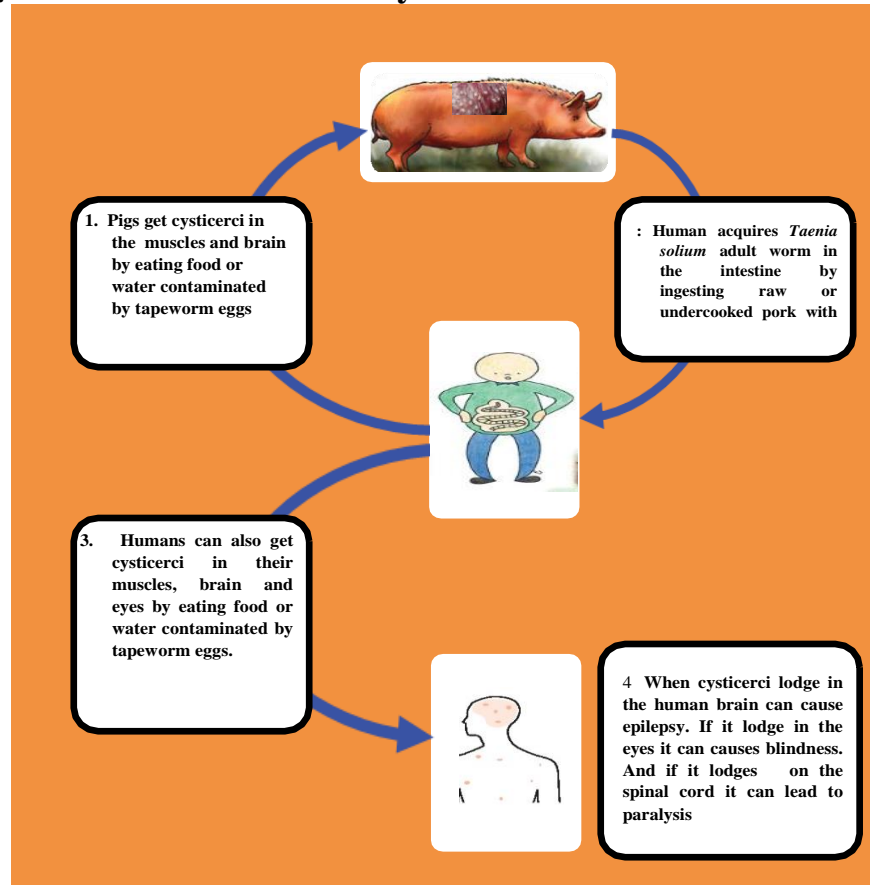 1. Pigs get cysticerci in
the muscles and brain
by eating food or
water contaminated
by tapeworm eggs
: Human acquires Taenia
solium adult worm in
the intestine by
ingesting raw or
undercooked pork with
3. Humans can also get
cysticerci in their
muscles, brain and
eyes by eating food or
water contaminated by
tapeworm eggs.
4 When cysticerci lodge in
the human brain can cause
epilepsy. If it lodge in the
eyes it can causes blindness.
And if it lodges on the
spinal cord it can lead to
paralysis